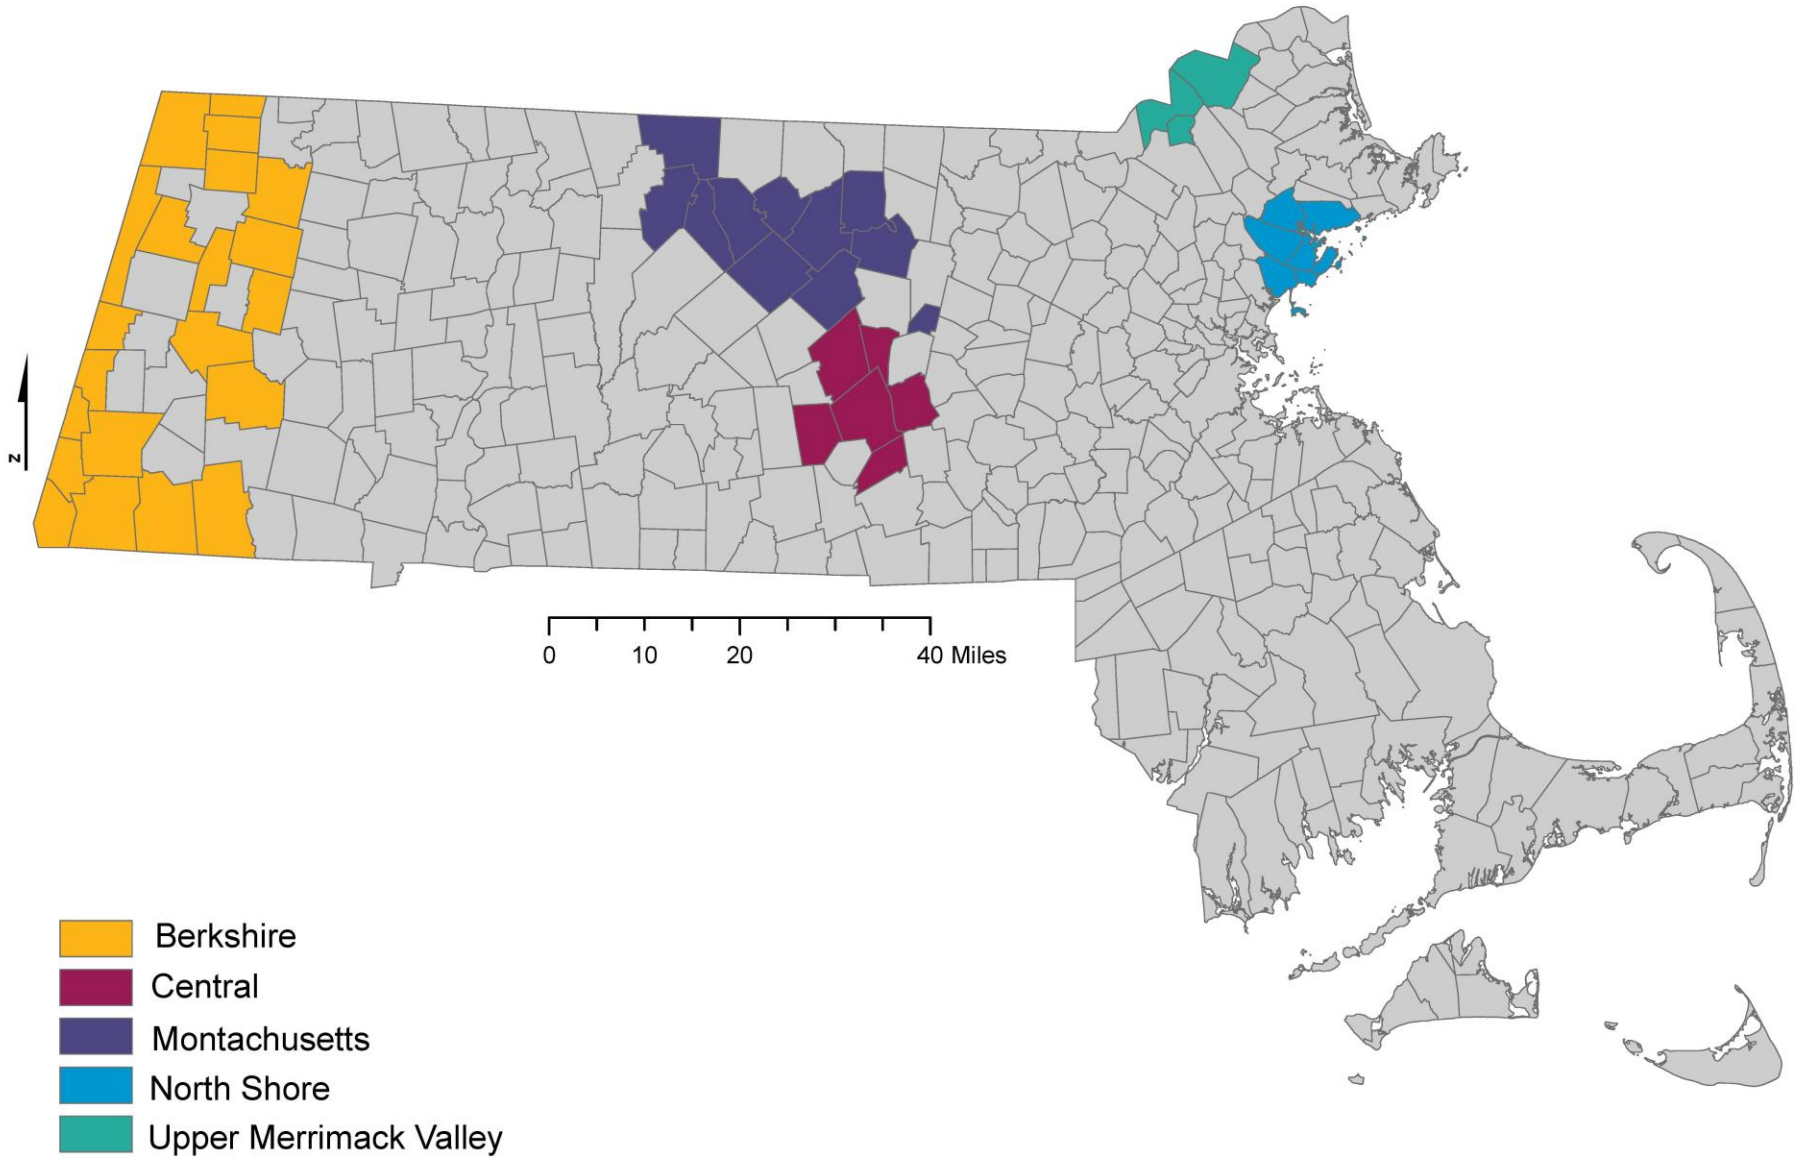 N
0 10 20 40 Miles
Berkshire
Central
Montachusetts
North Shore
Upper Merrimack Valley